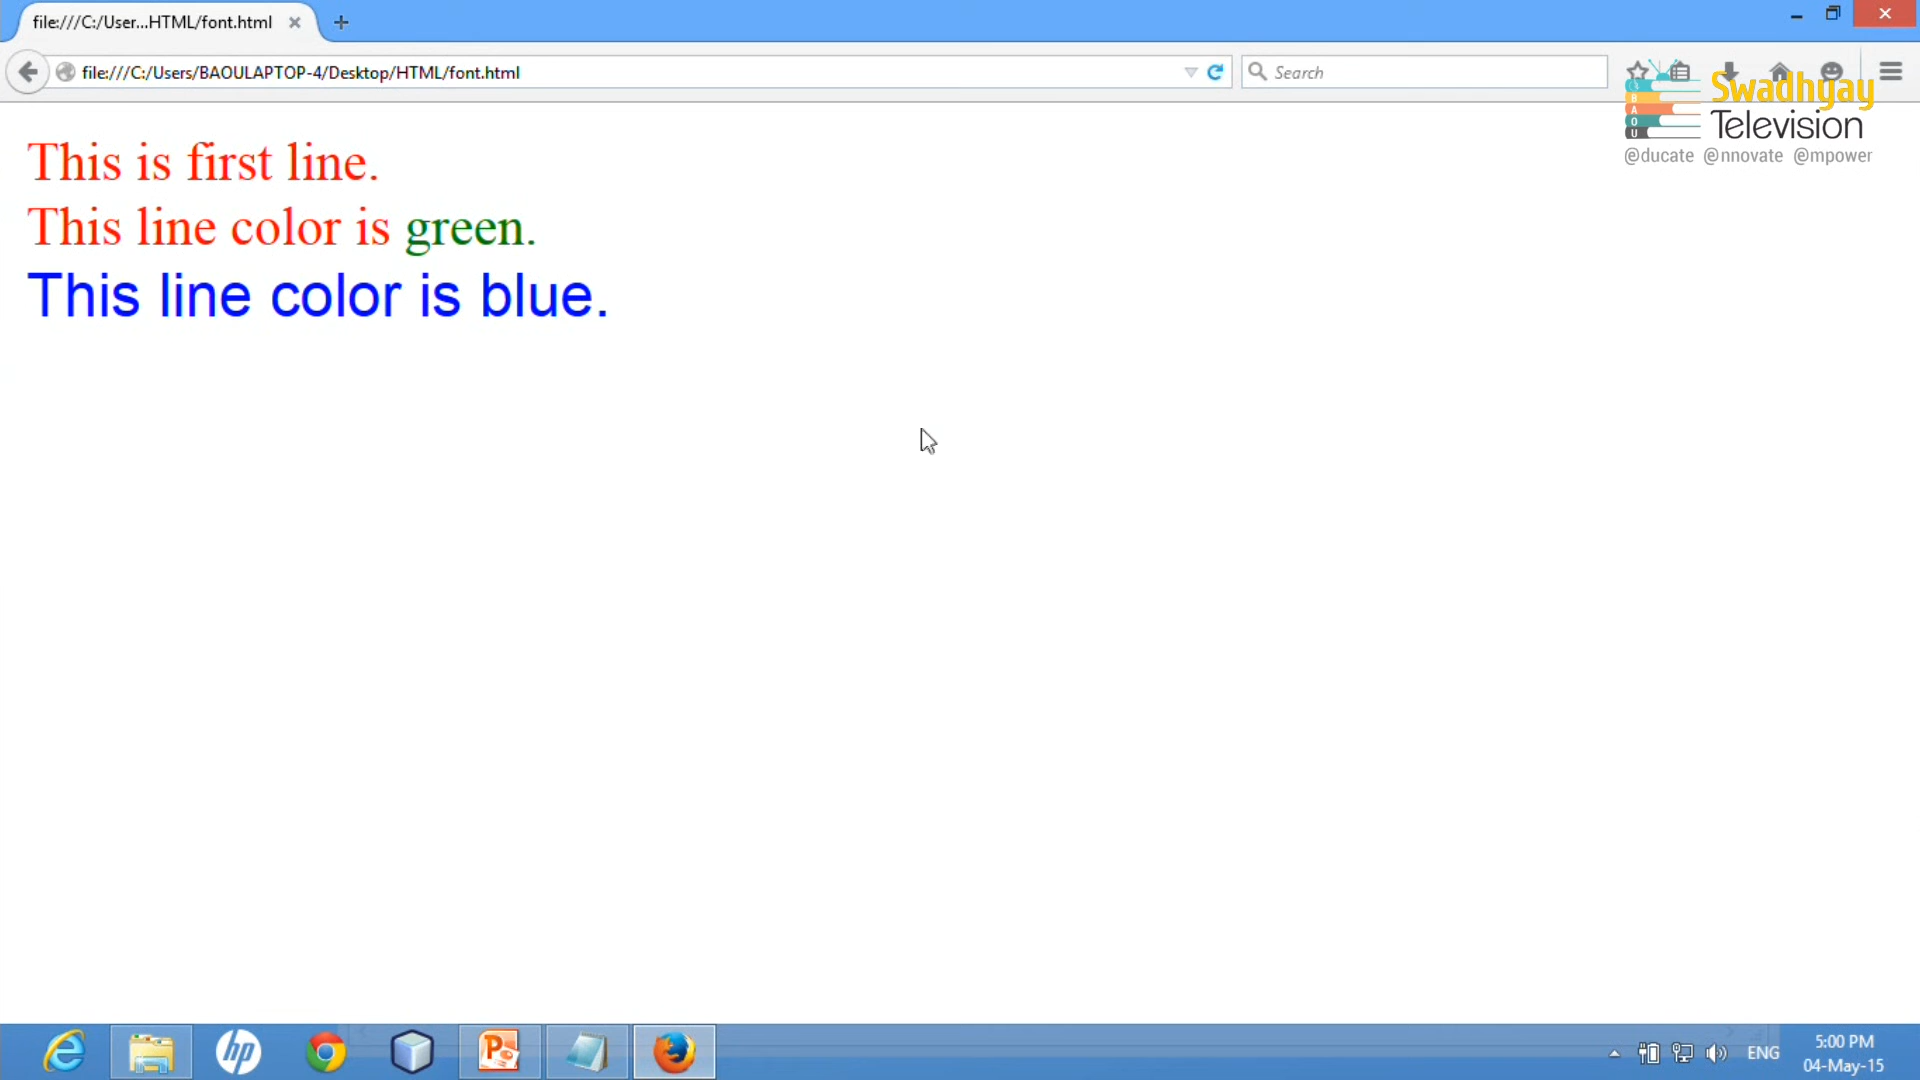 file:///C:/User...HTML/font.html
file:///C:/Users/BAOULAPTOP-4/Desktop/HTML/font.html
Search
Swadhyay
Television
@ducate @nnovate @mpower
B
A
O
U
This is first line.
This line color is green.
This line color is blue.
hp
P
ENG
5:00 PM
04-May-15